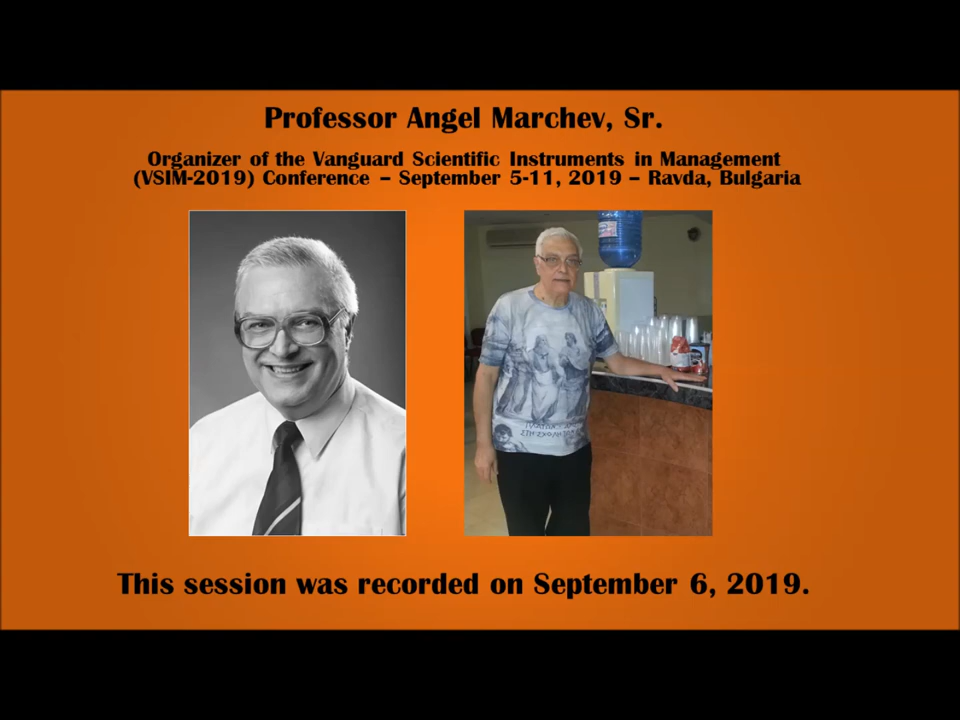 Professor Angel Marchev, Sr.
Organizer of the Vanguard Scientific Instruments in Management
(VSIM-2019) Conference – September 5-11, 2019 – Ravda, Bulgaria
ΣΤΗΣ
This session was recorded on September 6, 2019.